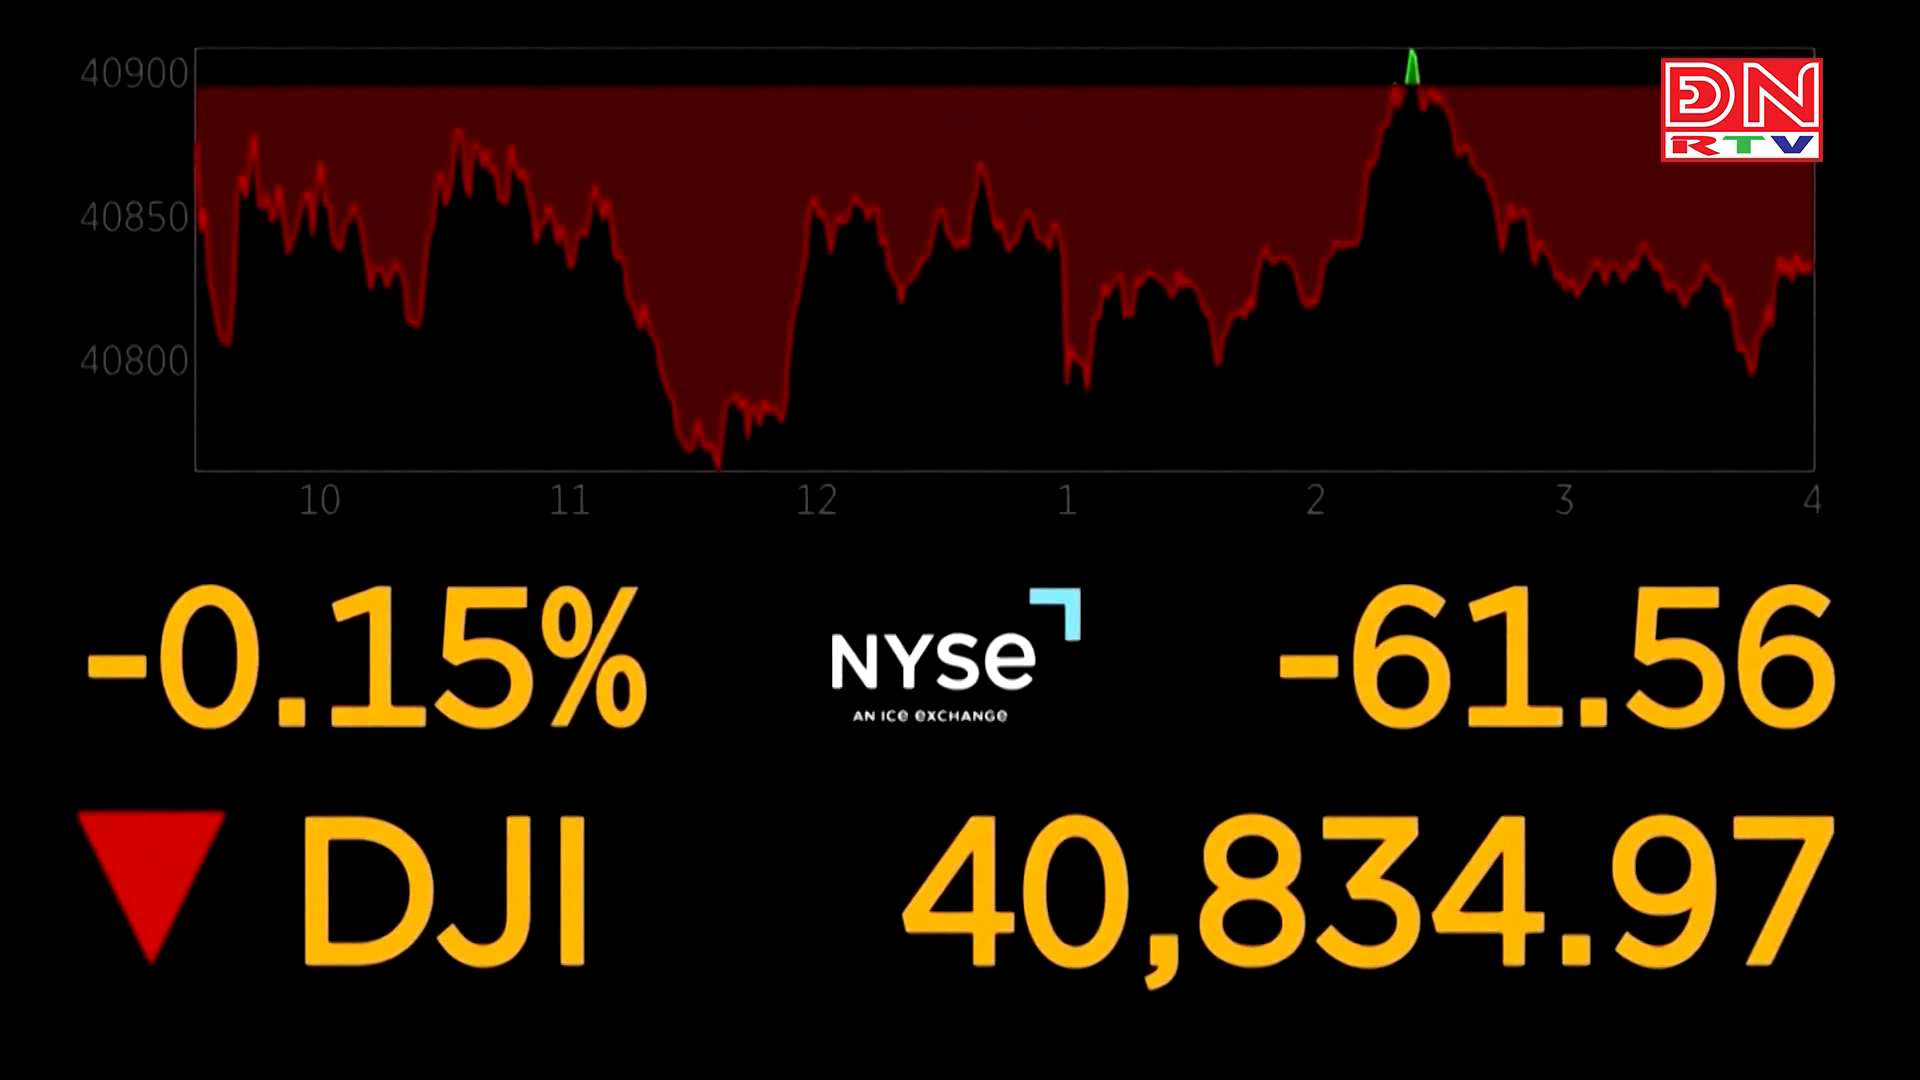 40900
40850
40800
10 11 12 1 2 3 4
ĐN
RTV
-0.15%
NYSE
AN ICE EXCHANGE
-61.56
DJI
40,834.97